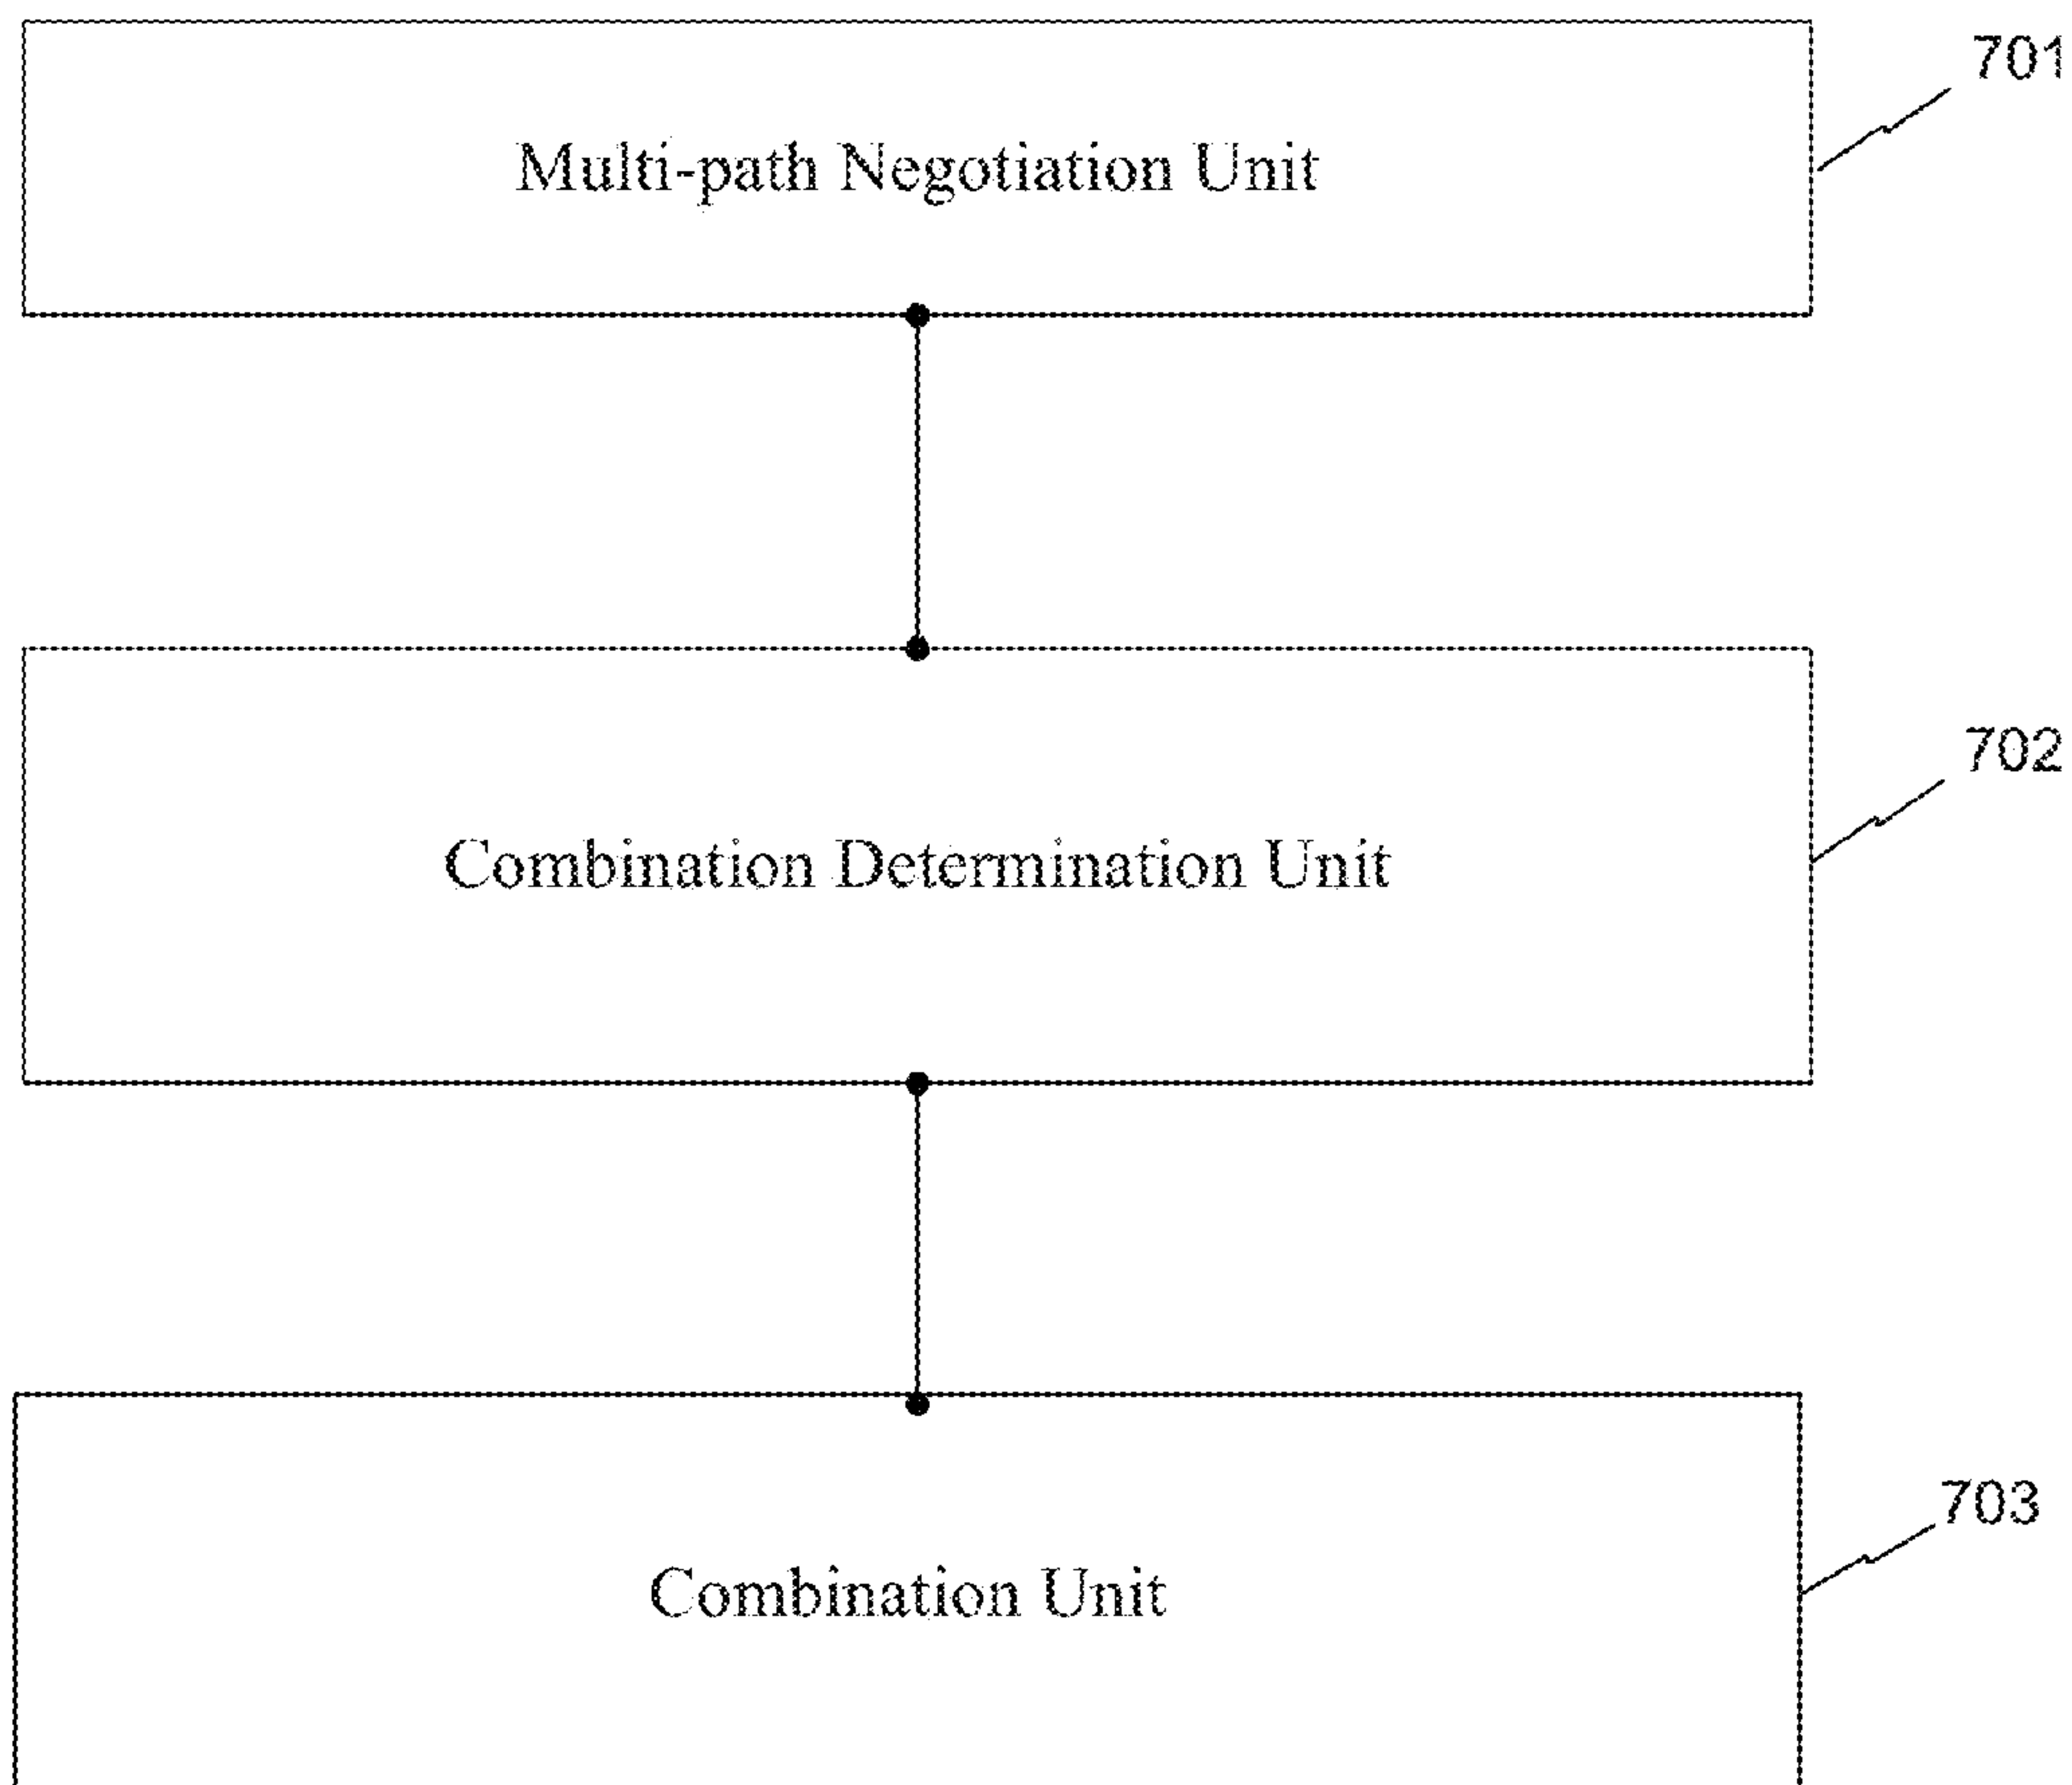 701
Multi-path Negotiation Unit
702
Combination Determination Unit
703
Combination Unit